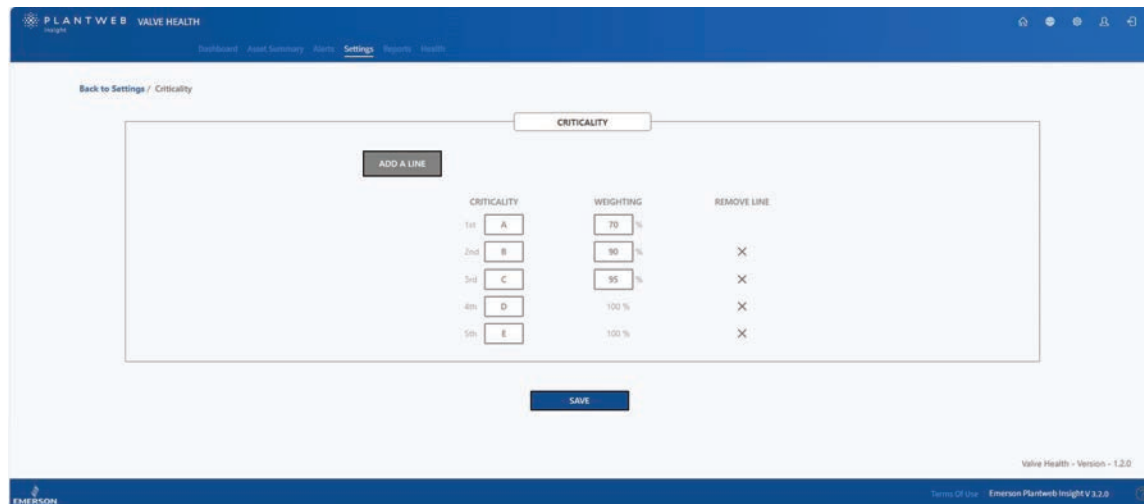 PLANTWEB VALVE HEALTH
Insight
Dashboard Asset Summary Alerts Settings Reports Health
Back to Settings / Criticality
CRITICALITY
ADD A LINE
CRITICALITY WEIGHTING REMOVE LINE
1st A 70 %
2nd B 90 %
3rd C 95 %
4th D 100 %
5th E 100 %
SAVE
Valve Health - Version - 1.2.0
EMERSON Terms Of Use Emerson Plantweb Insight V 3.2.0